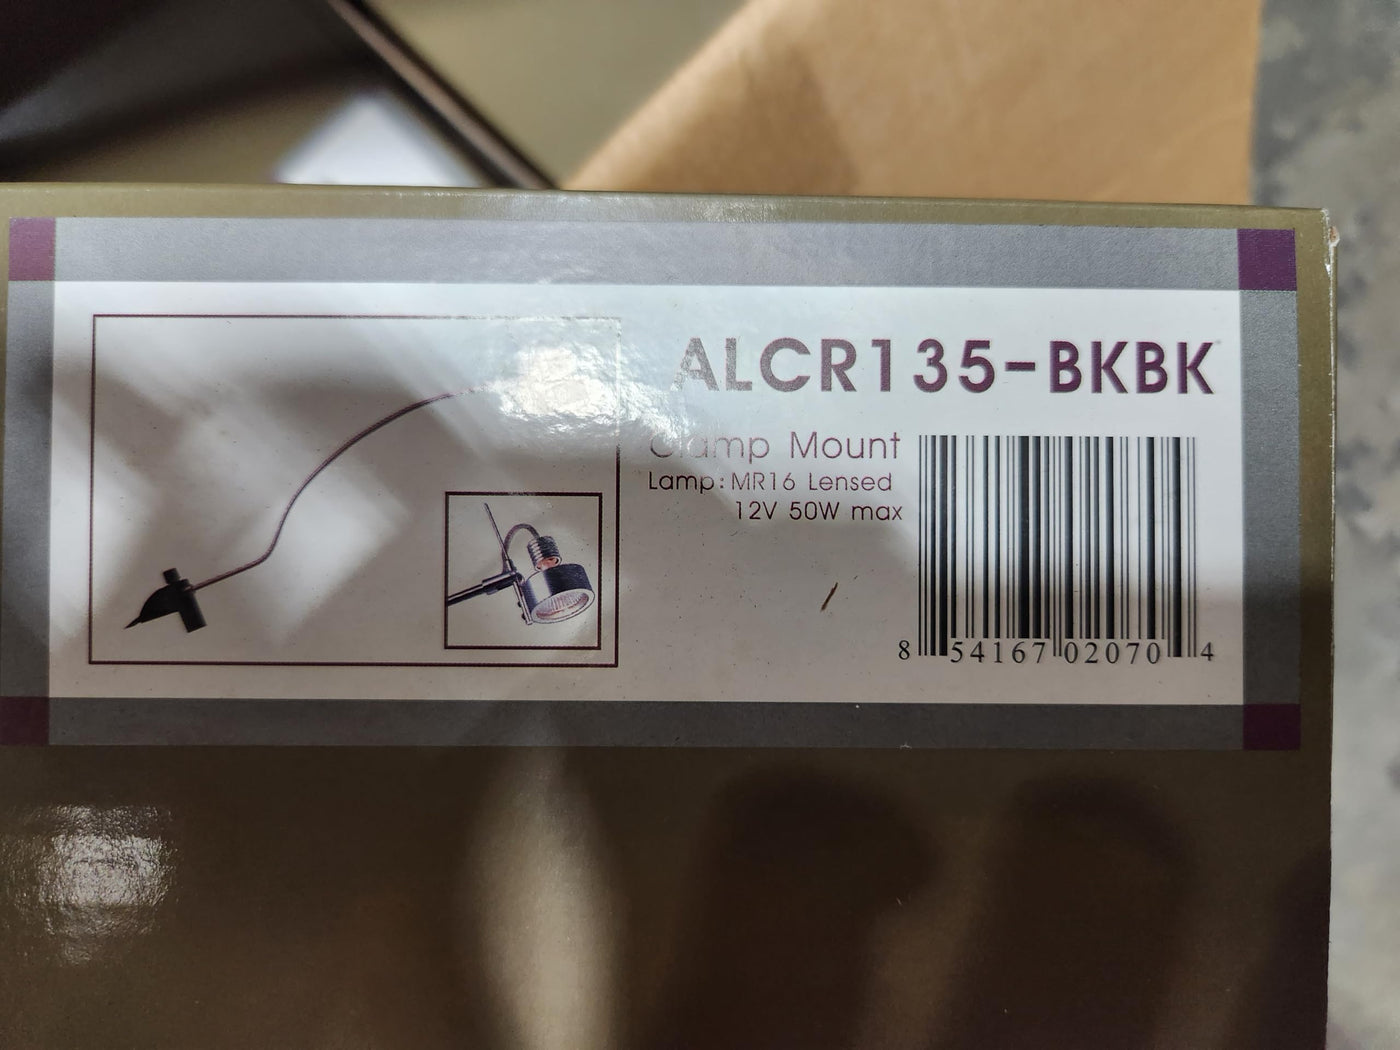 ALCR135-BKBK
Clamp Mount
Lamp: MR16 Lensed
12V 50W max
8 54167 02070 4